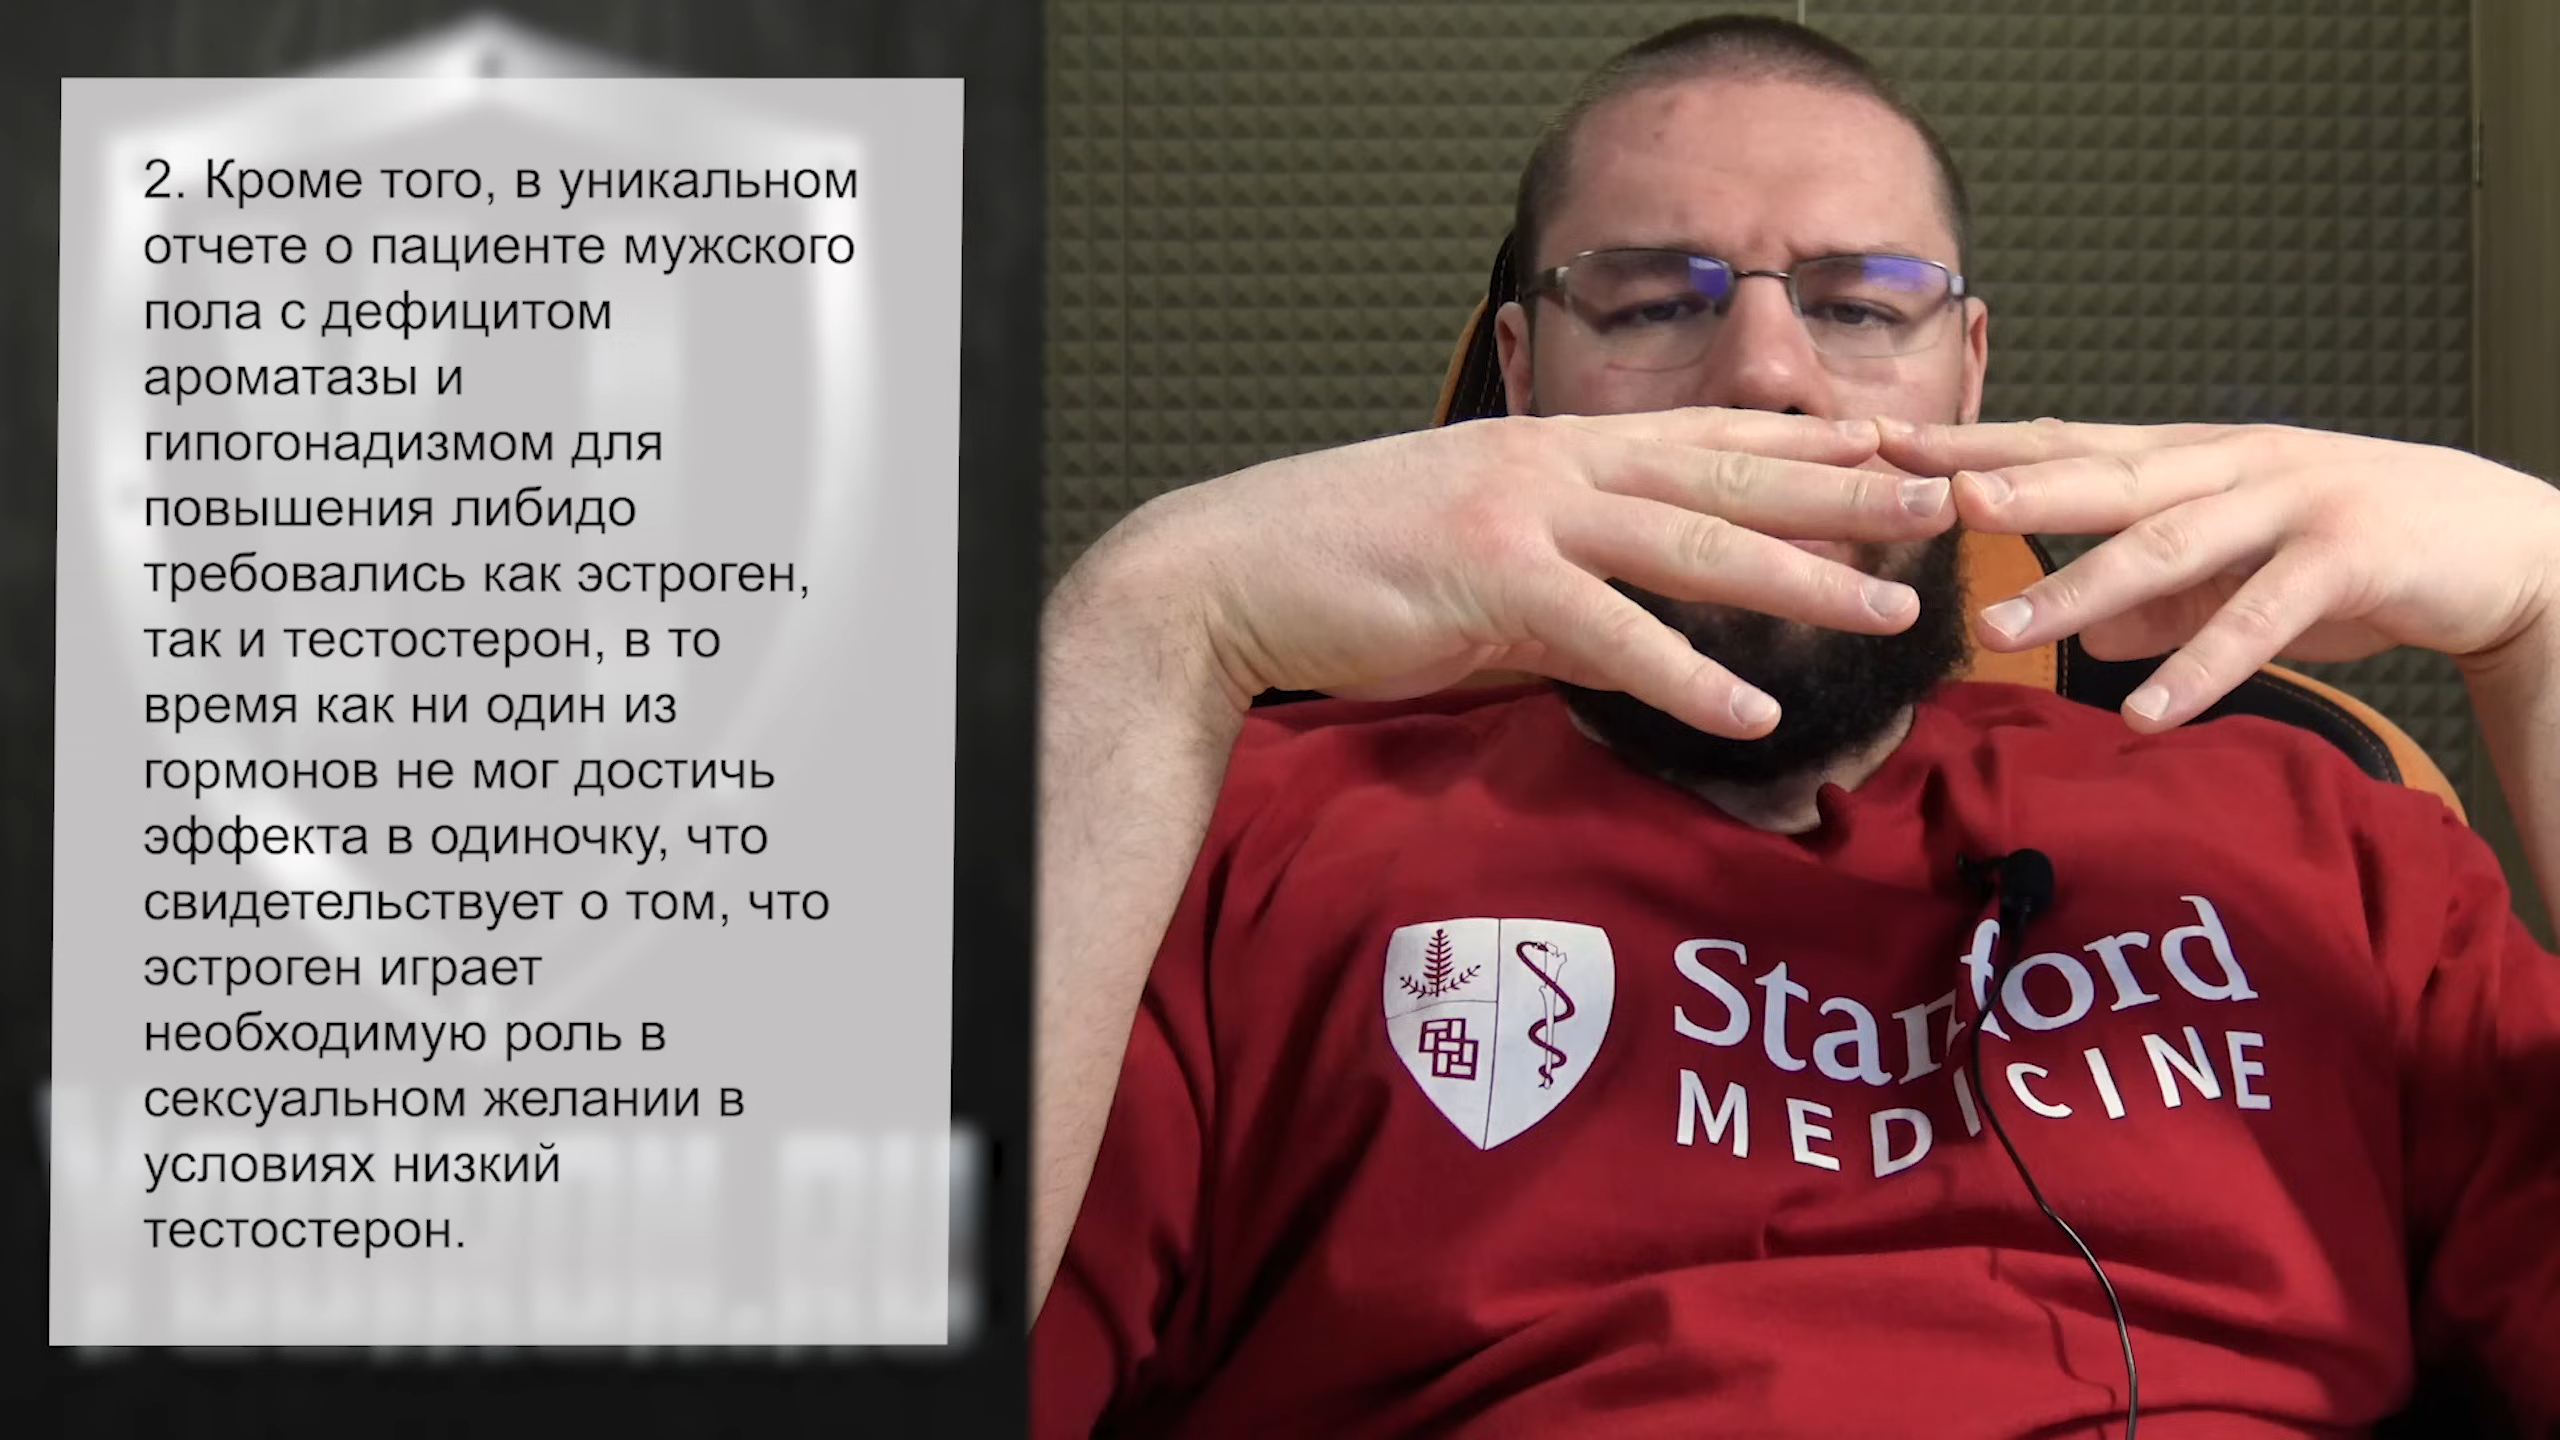 2. Кроме того, в уникальном
отчете о пациенте мужского
пола с дефицитом
ароматазы и
гипогонадизмом для
повышения либидо
требовались как эстроген,
так и тестостерон, в то
время как ни один из
гормонов не мог достичь
эффекта в одиночку, что
свидетельствует о том, что
эстроген играет
необходимую роль в
сексуальном желании в
условиях низкий
тестостерон.
Stanford
MEDICINE